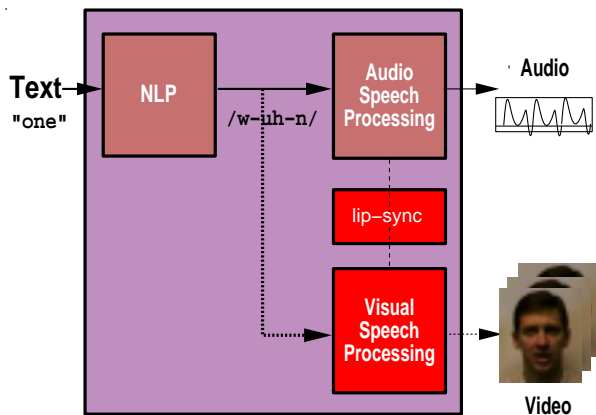 Text
"one"
NLP
/w-uh-n/
Audio
Speech
Processing
Audio
lip-sync
Visual
Speech
Processing
Video